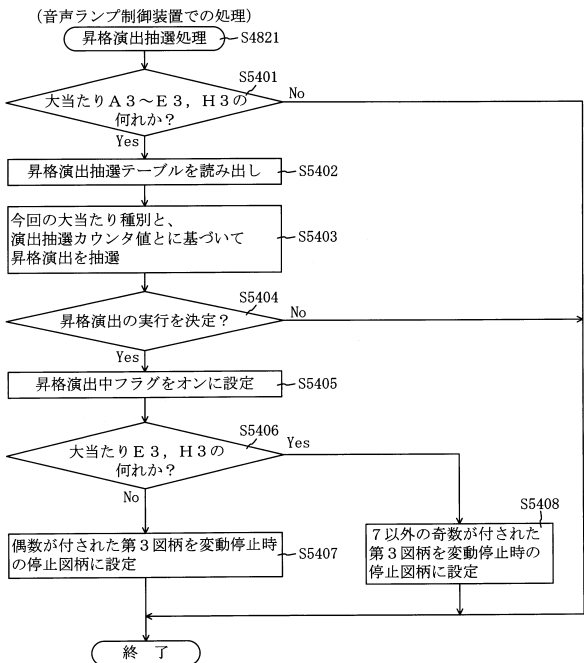 (音声ランプ制御装置での処理)
昇格演出抽選処理
S4821
S5401
大当たりA3～E3,H3の
何れか?
No
Yes
昇格演出抽選テーブルを読み出し
S5402
今回の大当たり種別と、
演出抽選カウンタ値とに基づいて
昇格演出を抽選
S5403
S5404
昇格演出の実行を決定?
No
Yes
昇格演出中フラグをオンに設定
S5405
S5406
大当たりE3,H3の
何れか?
Yes
No
S5408
偶数が付された第3図柄を変動停止時
の停止図柄に設定
S5407
7以外の奇数が付された
第3図柄を変動停止時の
停止図柄に設定
終 了